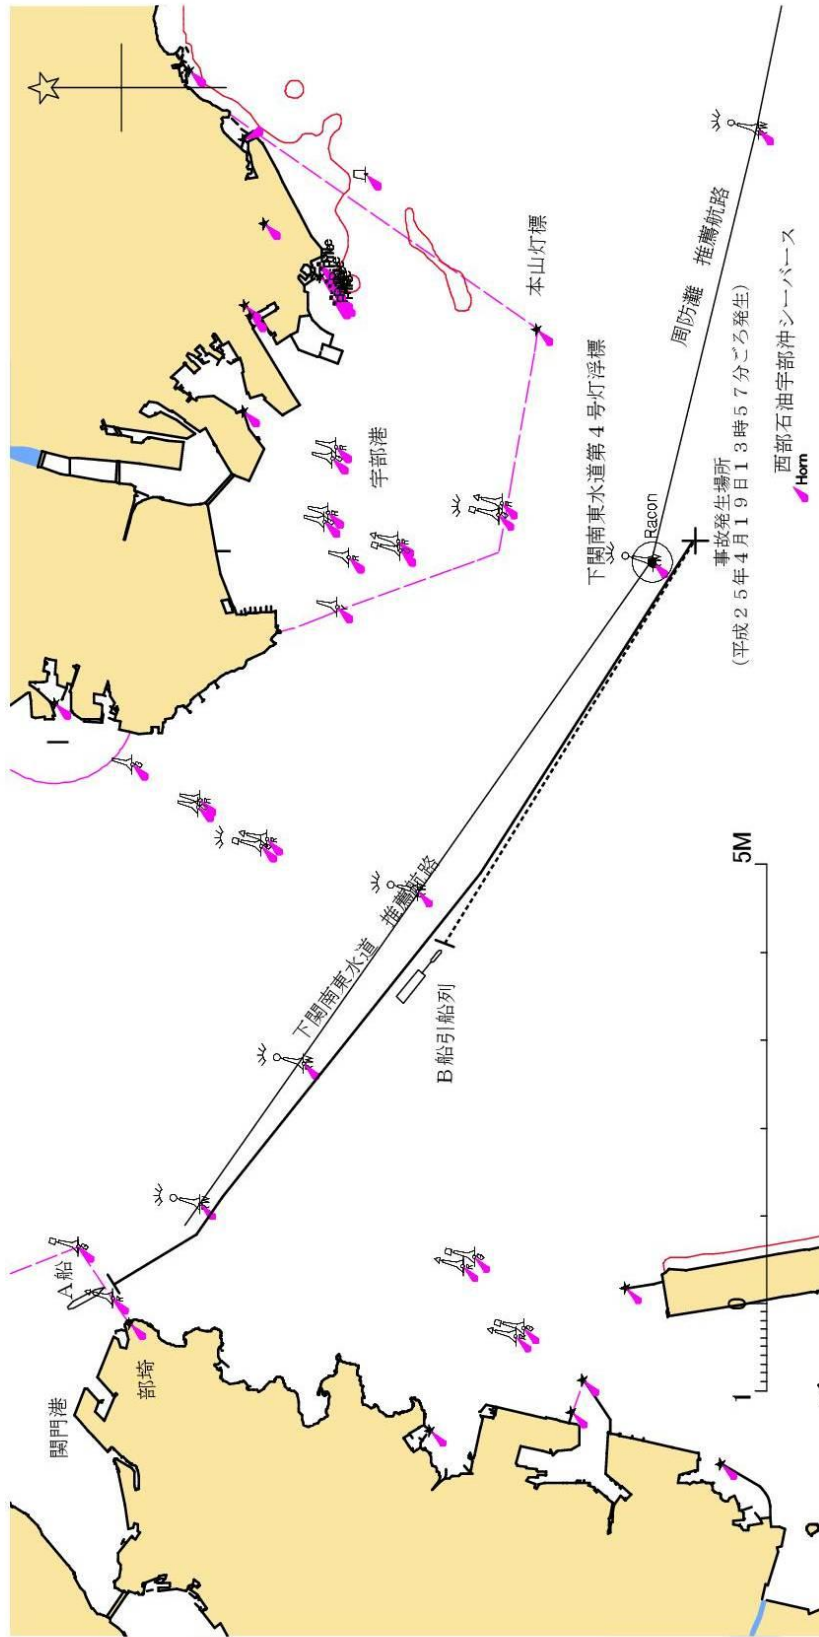 関門港
部埼
A船
下関南東水道 推薦航路
B船引船列
宇部港
本山灯標
下関南東水道第4号灯浮標
Racon
周防灘 推薦航路
事故発生場所
(平成25年4月19日13時57分ごろ発生)
西部石油宇部沖シーバース
Horn
1 0 5M